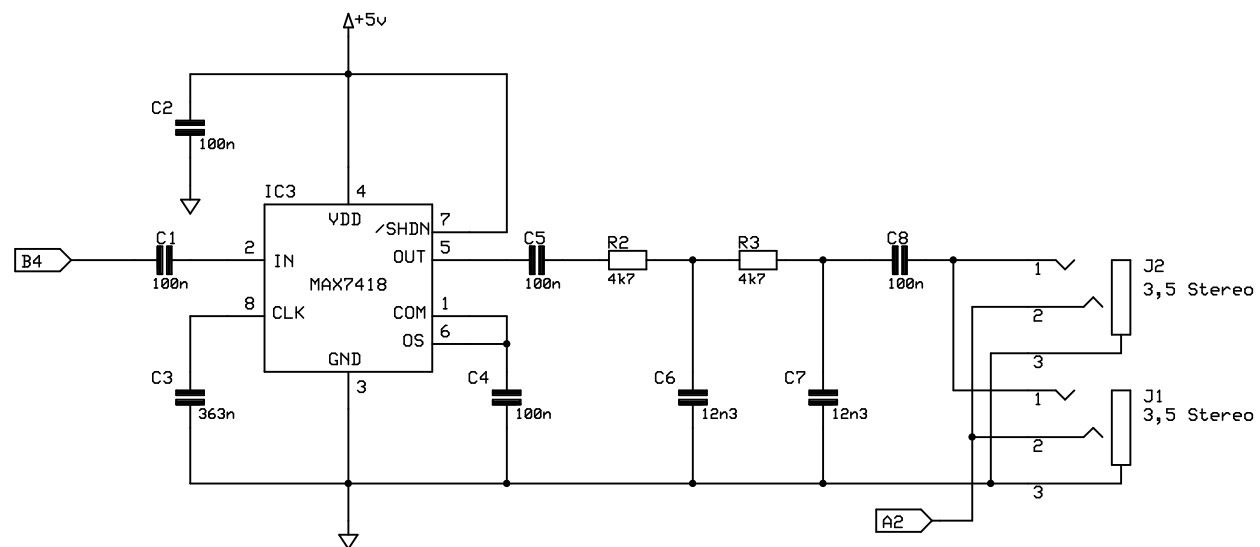 +5v
C2
100n
IC3
4
VDD
7
/SHDN
C1
2
5
C5
R2
R3
C8
B4
IN
OUT
1
J2
100n
MAX7418
100n
4k7
4k7
100n
3,5 Stereo
8
CLK
COM
1
2
OS
6
GND
3
C3
3
C4
C6
C7
J1
363n
100n
12n3
12n3
1
3,5 Stereo
2
3
A2